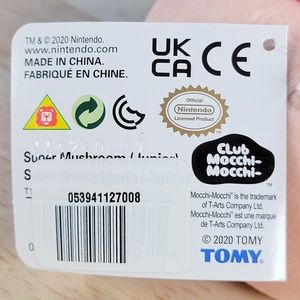 TM & © 2020 Nintendo.
www.nintendo.com
MADE IN CHINA.
FABRIQUÉ EN CHINE.
UK
CA CE
Official
Nintendo
Licensed Product
Super Mushroom (Junior)
Club
Mocchi-
Mocchi-
053941127008
Mocchi-Mocchi is the trademark
of T-Arts Company Ltd.
Mocchi-Mocchi est une marque
de T-Arts Company Ltd.
© 2020 TOMY
TOMY